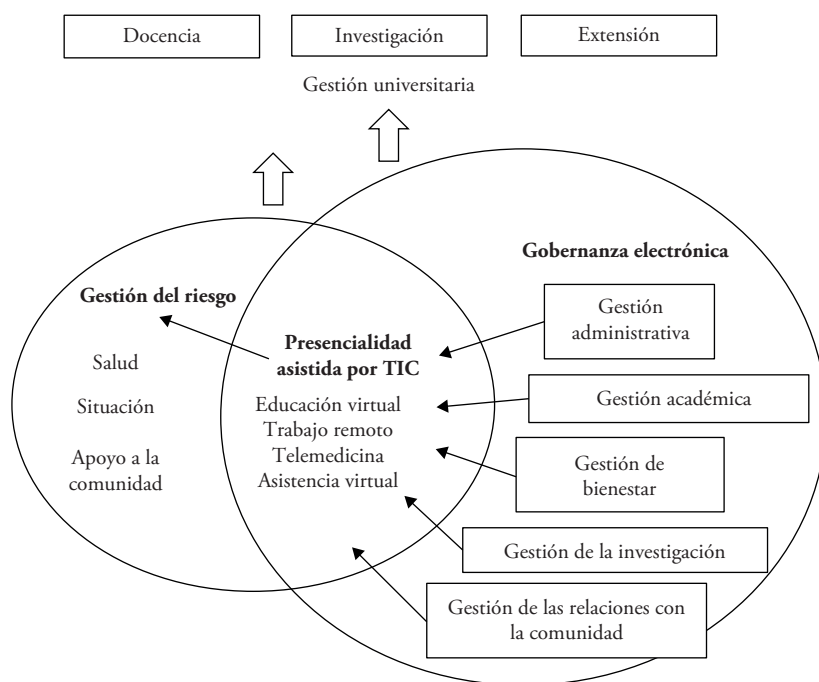 Docencia
Investigación
Extensión
Gestión universitaria
Gobernanza electrónica
Gestión del riesgo
Salud
Situación
Apoyo a la
comunidad
Presencialidad
asistida por TIC
Educación virtual
Trabajo remoto
Telemedicina
Asistencia virtual
Gestión
administrativa
Gestión académica
Gestión de
bienestar
Gestión de la investigación
Gestión de las relaciones con
la comunidad